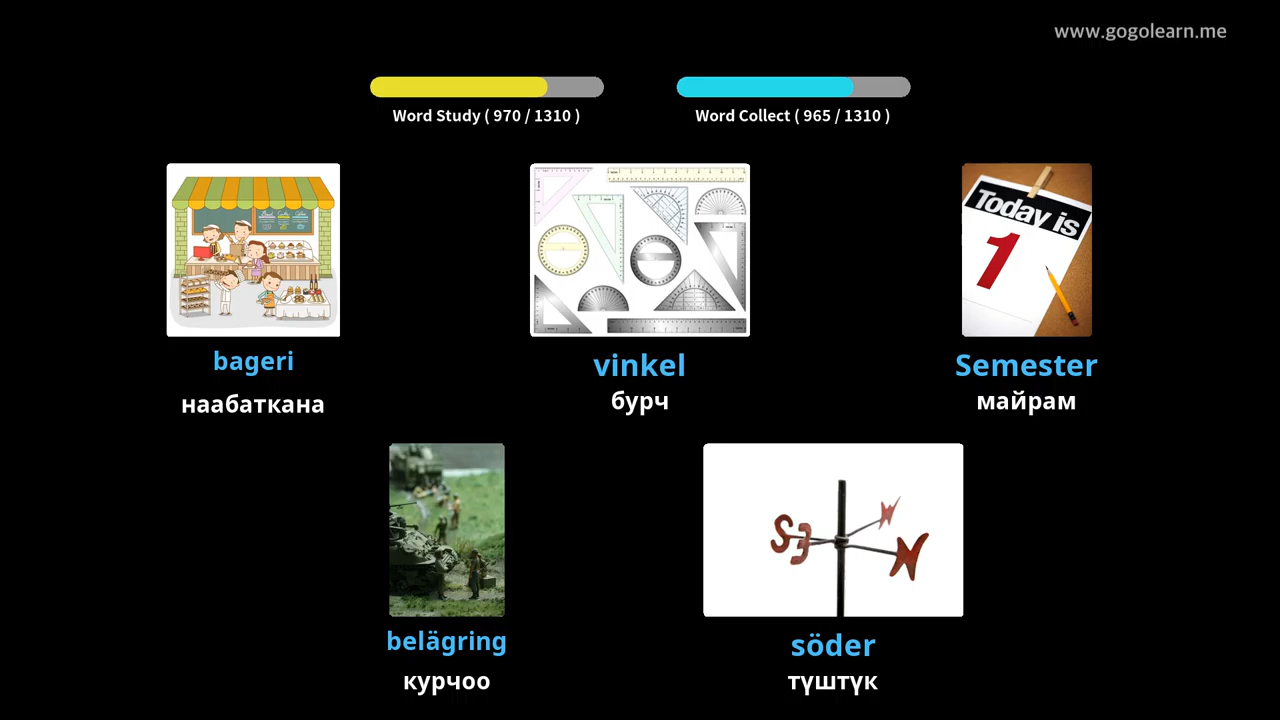 www.gogolearn.me
Word Study ( 970 / 1310 )
Word Collect ( 965 / 1310 )
Today is
1
bageri
vinkel
Semester
наабаткана
бурч
майрам
S
N
belägring
söder
курчоо
түштүк